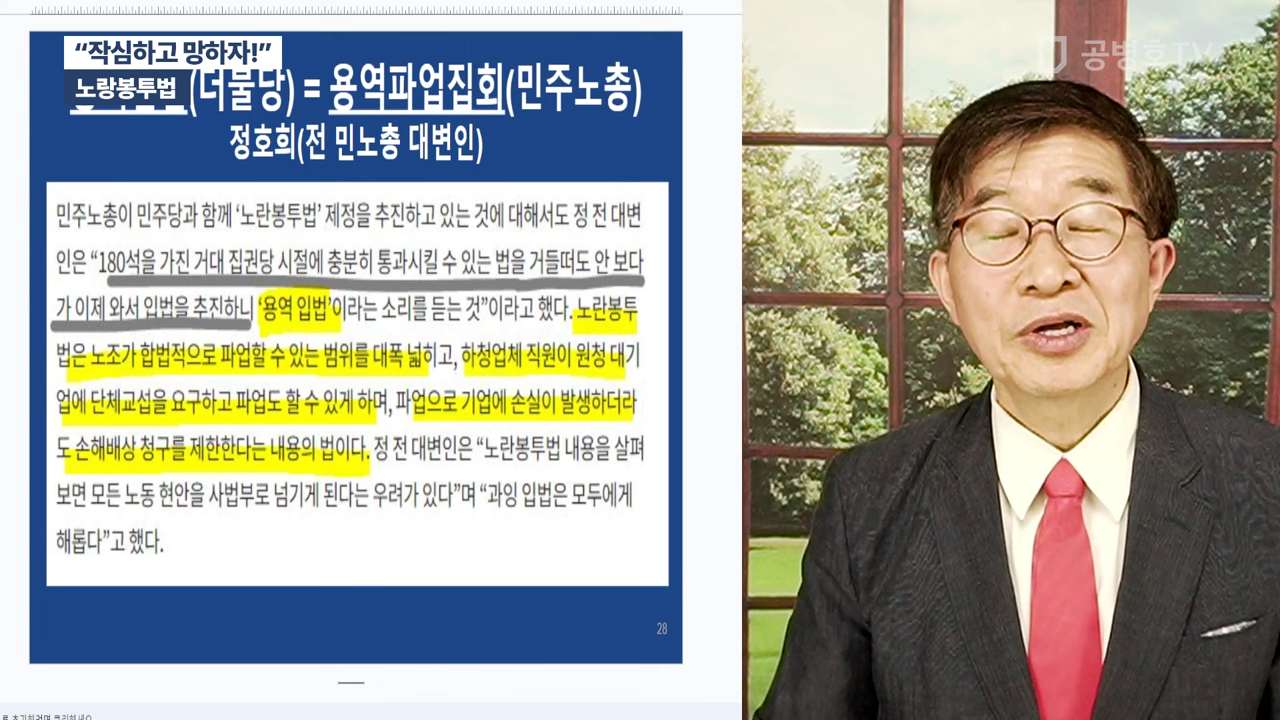 “작심하고 망하자!”
노랑봉투법
(더불당) = 용역파업집회(민주노총)
정호희(전 민노총 대변인)
민주노총이 민주당과 함께 ‘노란봉투법’ 제정을 추진하고 있는 것에 대해서도 정 전 대변
인은 “180석을 가진 거대 집권당 시절에 충분히 통과시킬 수 있는 법을 거들떠도 안 보다
가 이제 와서 입법을 추진하니 ‘용역 입법’이라는 소리를 듣는 것”이라고 했다. 노란봉투
법은 노조가 합법적으로 파업할 수 있는 범위를 대폭 넓히고, 하청업체 직원이 원청 대기
업에 단체교섭을 요구하고 파업도 할 수 있게 하며, 파업으로 기업에 손실이 발생하더라
도 손해배상 청구를 제한한다는 내용의 법이다. 정 전 대변인은 “노란봉투법 내용을 살펴
보면 모든 노동 현안을 사법부로 넘기게 된다는 우려가 있다”며 “과잉 입법은 모두에게
해롭다”고 했다.
28
공병호TV